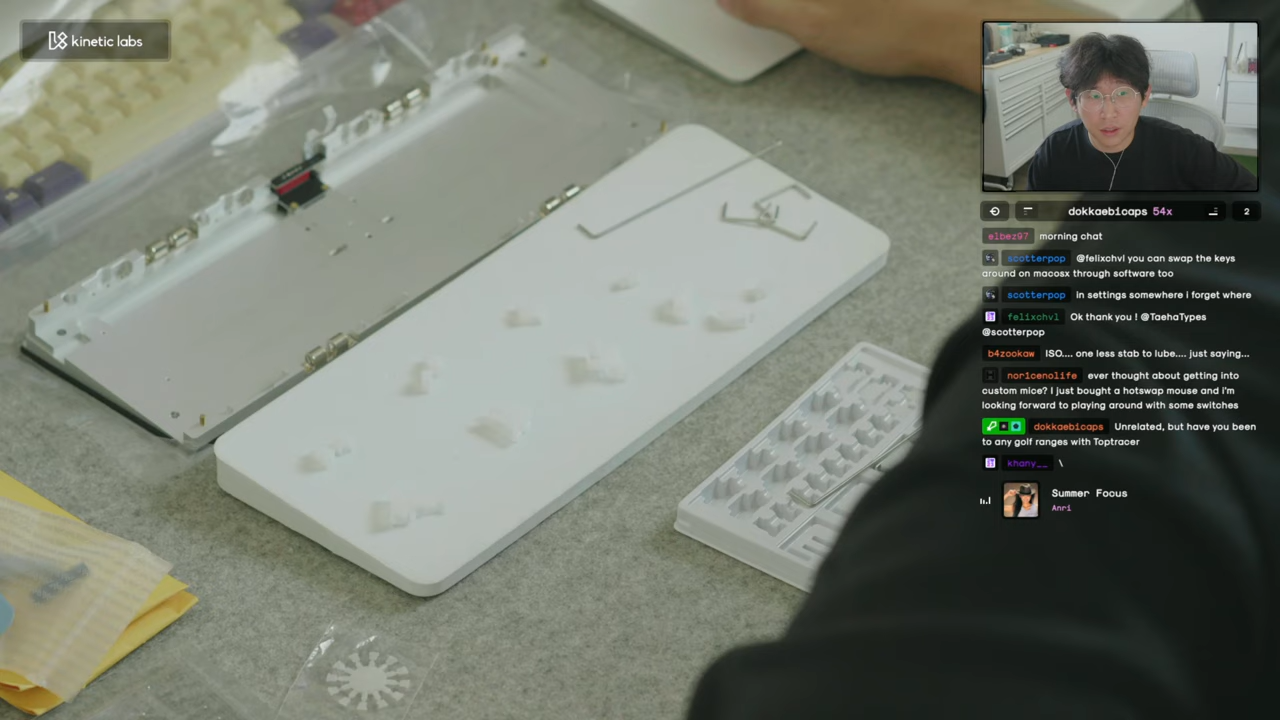 kinetic labs
dokkaebicaps 54x
2
elbez97 morning chat
scotterpop @felixchvl you can swap the keys
around on macosx through software too
scotterpop In settings somewhere i forget where
felixchvl Ok thank you ! @TaehaTypes
@scotterpop
b4zookaw ISO.... one less stab to lube.... just saying...
nor1cenolife ever thought about getting into
custom mice? I just bought a hotswap mouse and i'm
looking forward to playing around with some switches
dokkaebicaps Unrelated, but have you been
to any golf ranges with Toptracer
khany__ \
Summer Focus
Anri